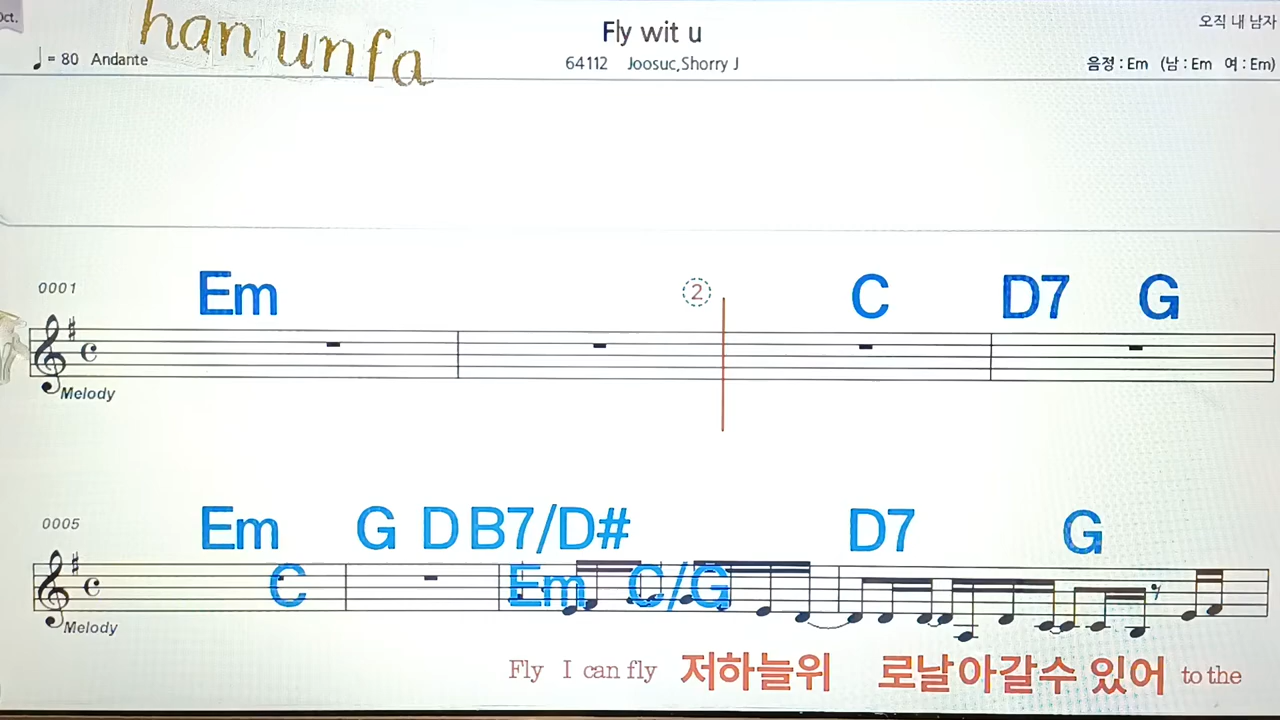 Oct.
han unfa
Fly wit u
오직 내 남자
♩= 80 Andante
64112 Joosuc,Shorry J
음정 : Em (남 : Em 여 : Em)
0001
Em
2
C D7 G
Melody
0005
Em G D B7/D# D7 G
C Em C/G
Melody
Fly I can fly 저하늘위 로날아갈수 있어 to the